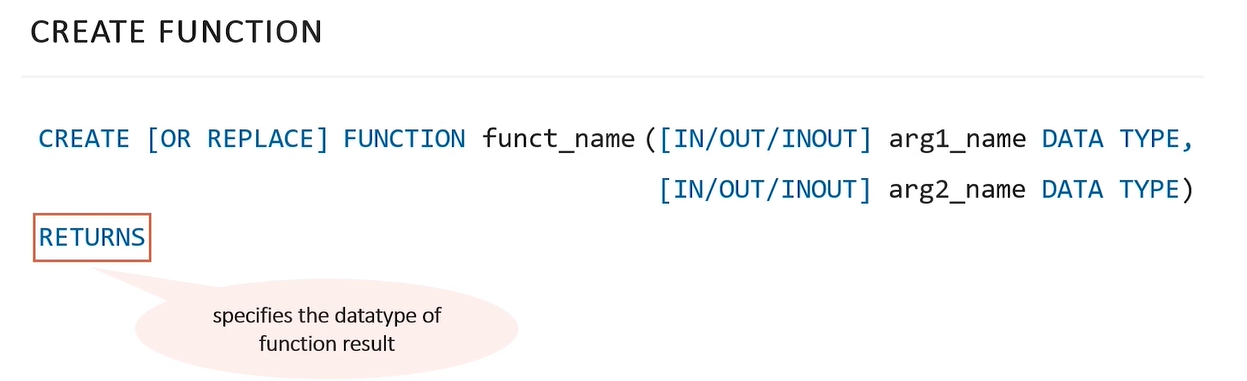 CREATE FUNCTION
CREATE [OR REPLACE] FUNCTION funct_name ([IN/OUT/INOUT] arg1_name DATA TYPE,
[IN/OUT/INOUT] arg2_name DATA TYPE)
RETURNS
specifies the datatype of
function result